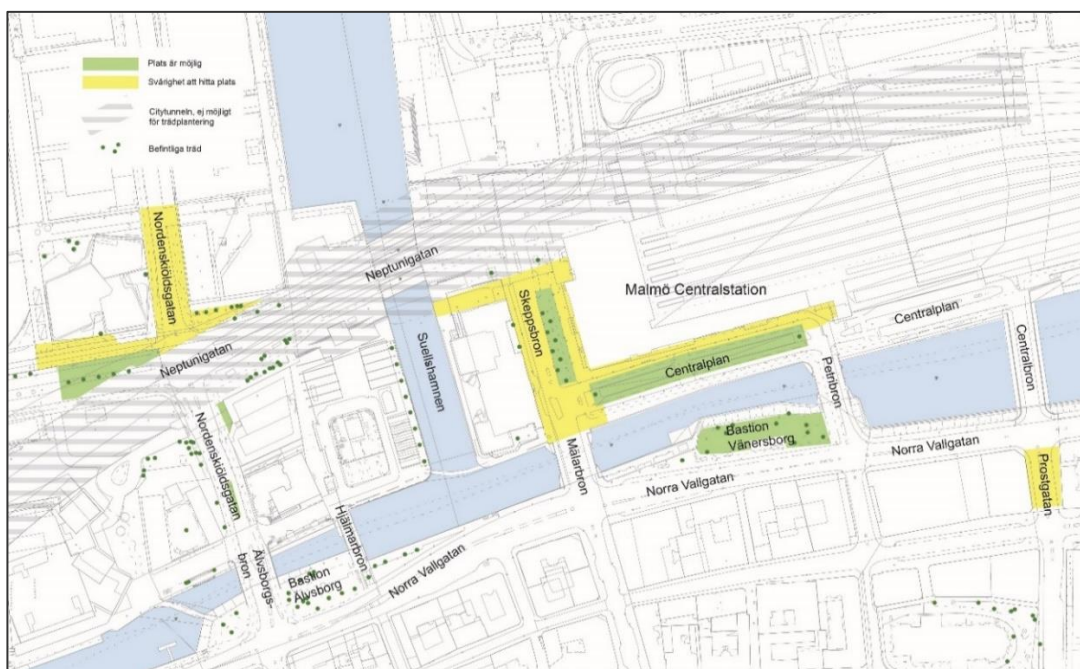 Plats är möjlig
Svårighet att hitta plats
Citytunneln, ej möjligt
för trädplantering
Befintliga träd
Nordenskiöldsgatan
Neptunigatan
Neptunigatan
Skeppsbron
Malmö Centralstation
Centralplan
Centralplan
Suellshamnen
Petribron
Centralbron
Bastion
Vänersborg
Mälarbron
Norra Vallgatan
Norra Vallgatan
Prostgatan
Nordenskiöldsgatan
Hjälmarbron
Älvsborgs-
bron
Bastion
Älvsborg
Norra Vallgatan